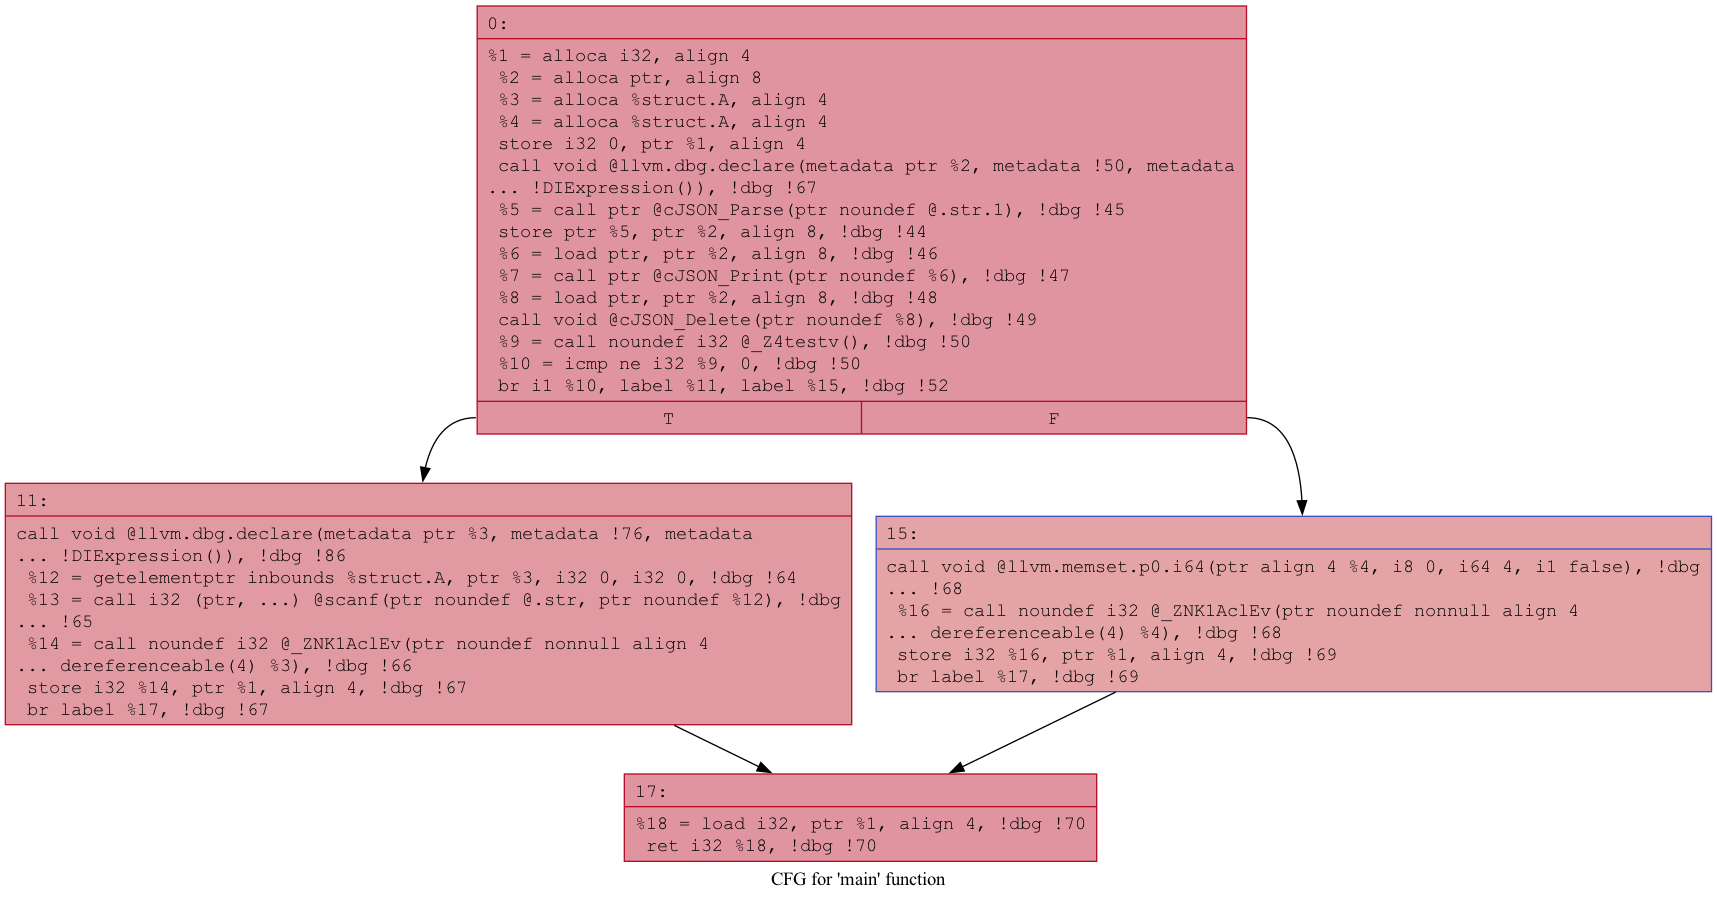 0:
%1 = alloca i32, align 4
%2 = alloca ptr, align 8
%3 = alloca %struct.A, align 4
%4 = alloca %struct.A, align 4
store i32 0, ptr %1, align 4
call void @llvm.dbg.declare(metadata ptr %2, metadata !50, metadata
... !DIExpression()), !dbg !67
%5 = call ptr @cJSON_Parse(ptr noundef @.str.1), !dbg !45
store ptr %5, ptr %2, align 8, !dbg !44
%6 = load ptr, ptr %2, align 8, !dbg !46
%7 = call ptr @cJSON_Print(ptr noundef %6), !dbg !47
%8 = load ptr, ptr %2, align 8, !dbg !48
call void @cJSON_Delete(ptr noundef %8), !dbg !49
%9 = call noundef i32 @_Z4testv(), !dbg !50
%10 = icmp ne i32 %9, 0, !dbg !50
br i1 %10, label %11, label %15, !dbg !52
T F
11:
call void @llvm.dbg.declare(metadata ptr %3, metadata !76, metadata
... !DIExpression()), !dbg !86
%12 = getelementptr inbounds %struct.A, ptr %3, i32 0, i32 0, !dbg !64
%13 = call i32 (ptr, ...) @scanf(ptr noundef @.str, ptr noundef %12), !dbg
... !65
%14 = call noundef i32 @_ZNK1AclEv(ptr noundef nonnull align 4
... dereferenceable(4) %3), !dbg !66
store i32 %14, ptr %1, align 4, !dbg !67
br label %17, !dbg !67
15:
call void @llvm.memset.p0.i64(ptr align 4 %4, i8 0, i64 4, i1 false), !dbg
... !68
%16 = call noundef i32 @_ZNK1AclEv(ptr noundef nonnull align 4
... dereferenceable(4) %4), !dbg !68
store i32 %16, ptr %1, align 4, !dbg !69
br label %17, !dbg !69
17:
%18 = load i32, ptr %1, align 4, !dbg !70
ret i32 %18, !dbg !70
CFG for 'main' function